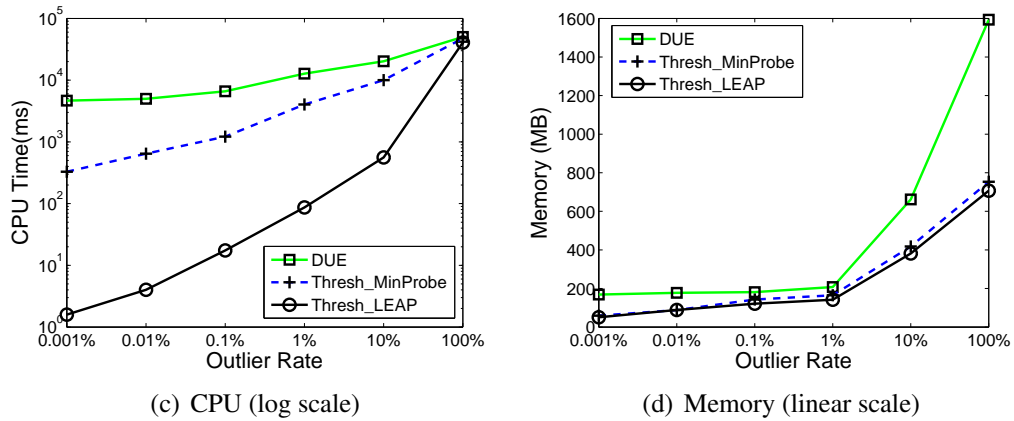 10^5
10^4
10^3
10^2
10^1
10^0
CPU Time(ms)
DUE
Thresh_MinProbe
Thresh_LEAP
0.001% 0.01% 0.1% 1% 10% 100%
Outlier Rate
(c) CPU (log scale)
1600
1400
1200
1000
800
600
400
200
0
Memory (MB)
DUE
Thresh_MinProbe
Thresh_LEAP
0.001% 0.01% 0.1% 1% 10% 100%
Outlier Rate
(d) Memory (linear scale)